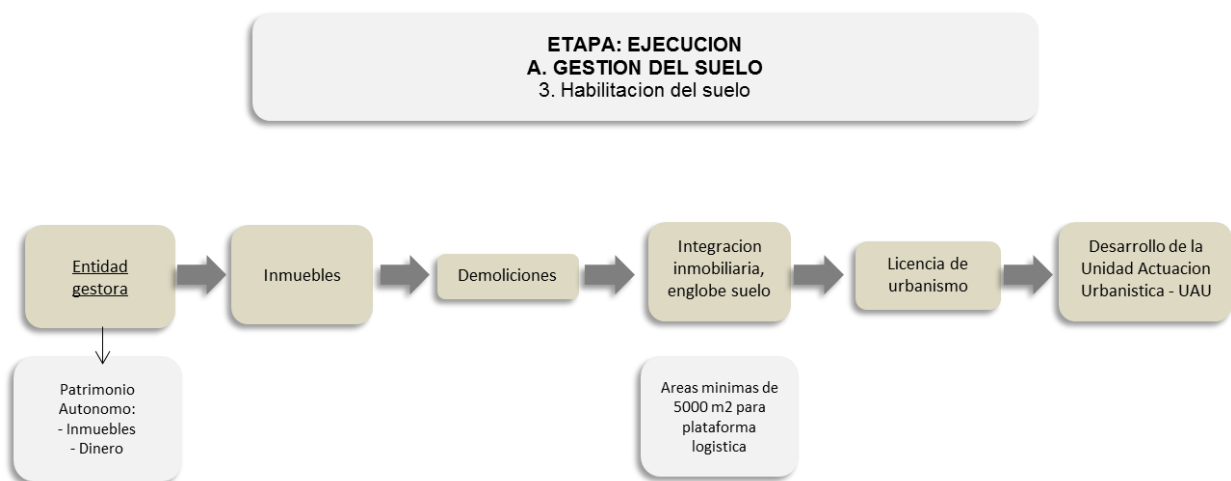 ETAPA: EJECUCION
A. GESTION DEL SUELO
3. Habilitacion del suelo
Entidad
gestora
Inmuebles
Demoliciones
Integracion
inmobiliaria,
englobe suelo
Licencia de
urbanismo
Desarrollo de la
Unidad Actuacion
Urbanistica - UAU
Patrimonio
Autonomo:
- Inmuebles
- Dinero
Areas minimas de
5000 m2 para
plataforma
logistica